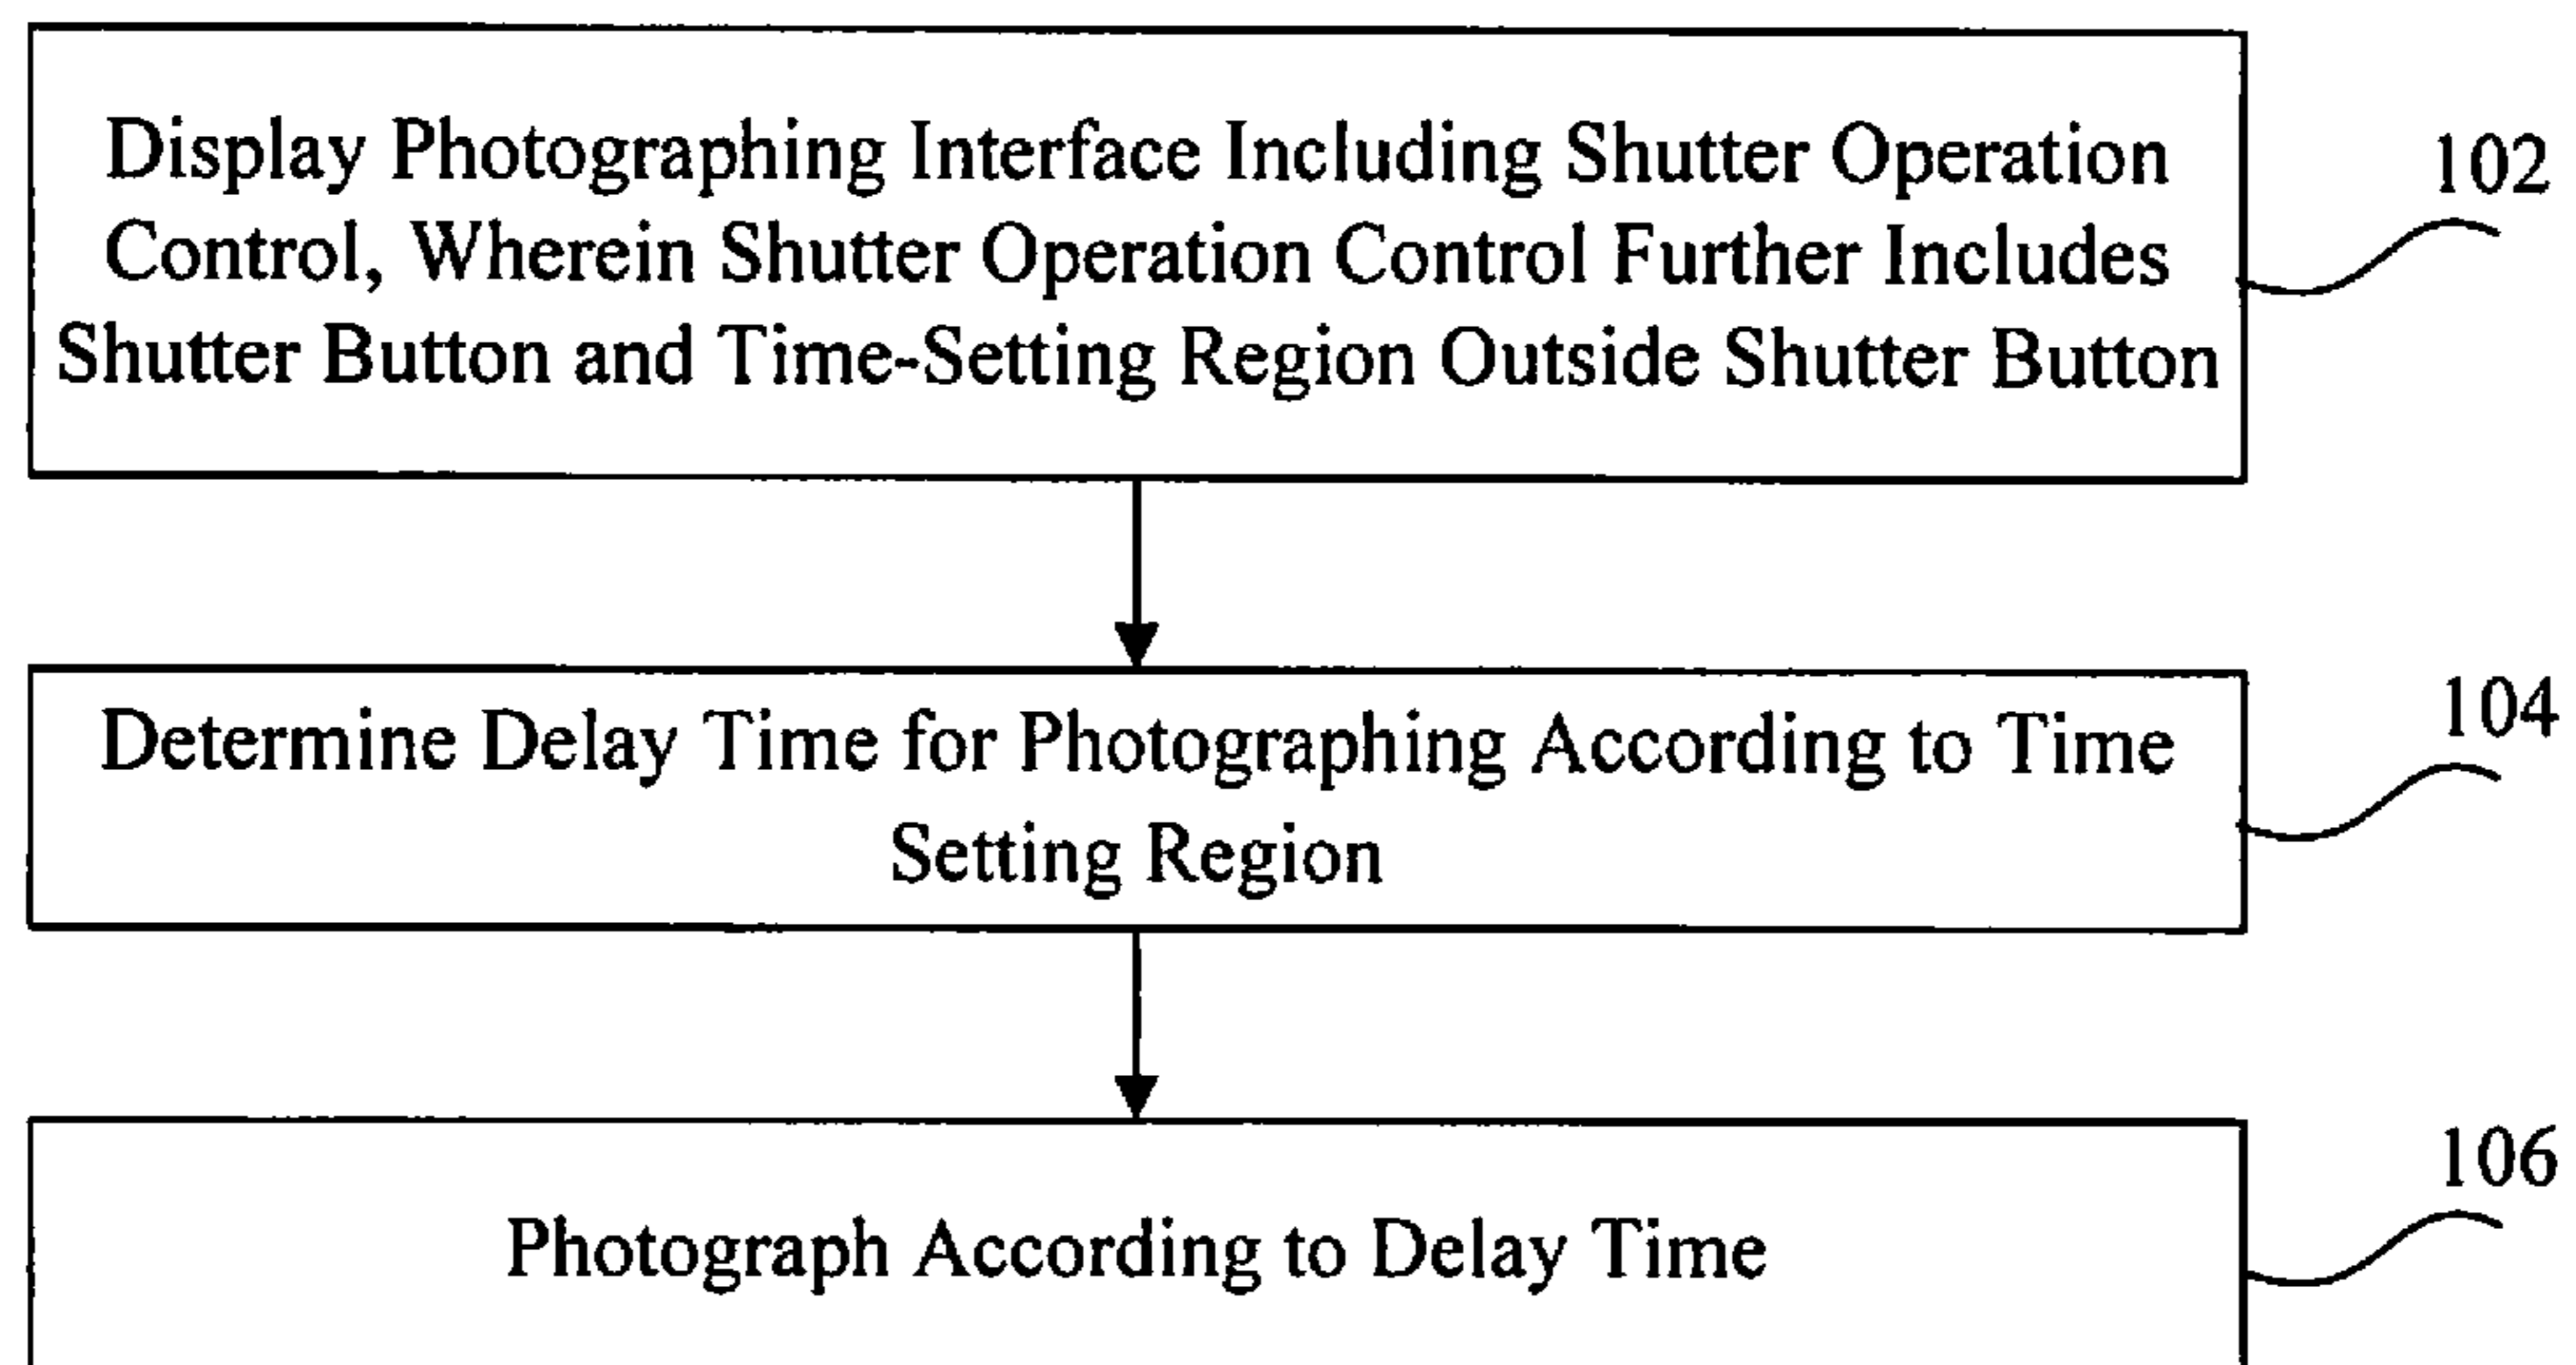 Display Photographing Interface Including Shutter Operation
Control, Wherein Shutter Operation Control Further Includes
Shutter Button and Time-Setting Region Outside Shutter Button
102
Determine Delay Time for Photographing According to Time
Setting Region
104
Photograph According to Delay Time
106